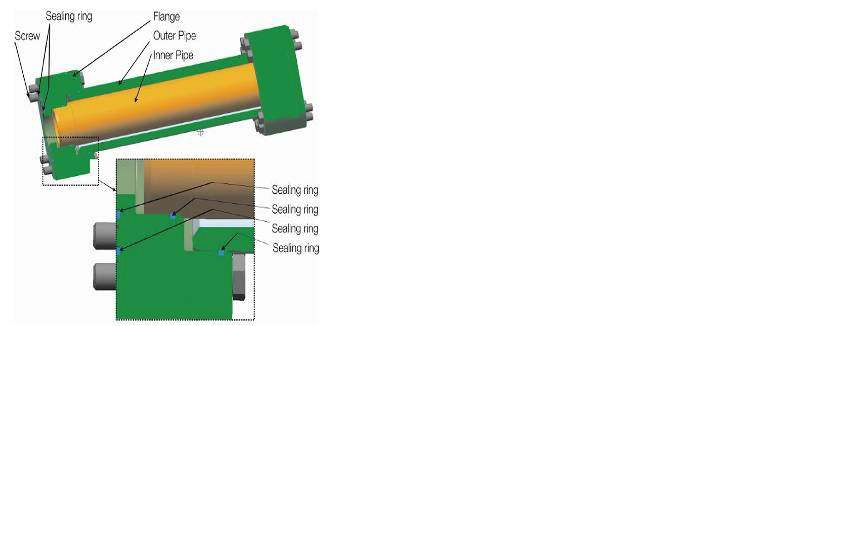 Sealing ring
Flange
Screw
Outer Pipe
Inner Pipe
Sealing ring
Sealing ring
Sealing ring
Sealing ring